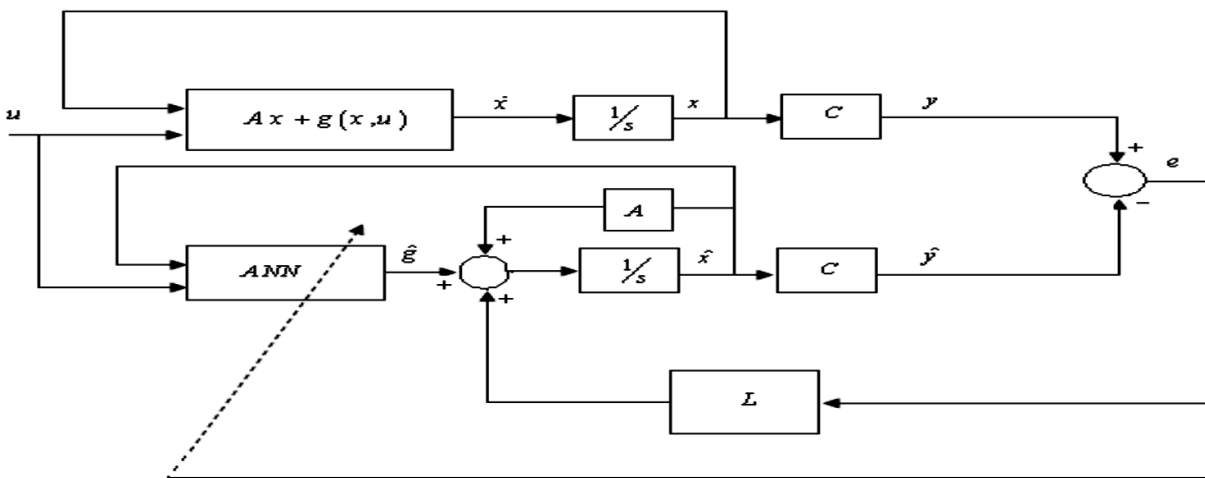 u
Ax + g(x,u)
ẋ
1/s
x
C
y
+
e
−
A
+
ANN
ĝ
+
1/s
x̂
C
ŷ
+
L